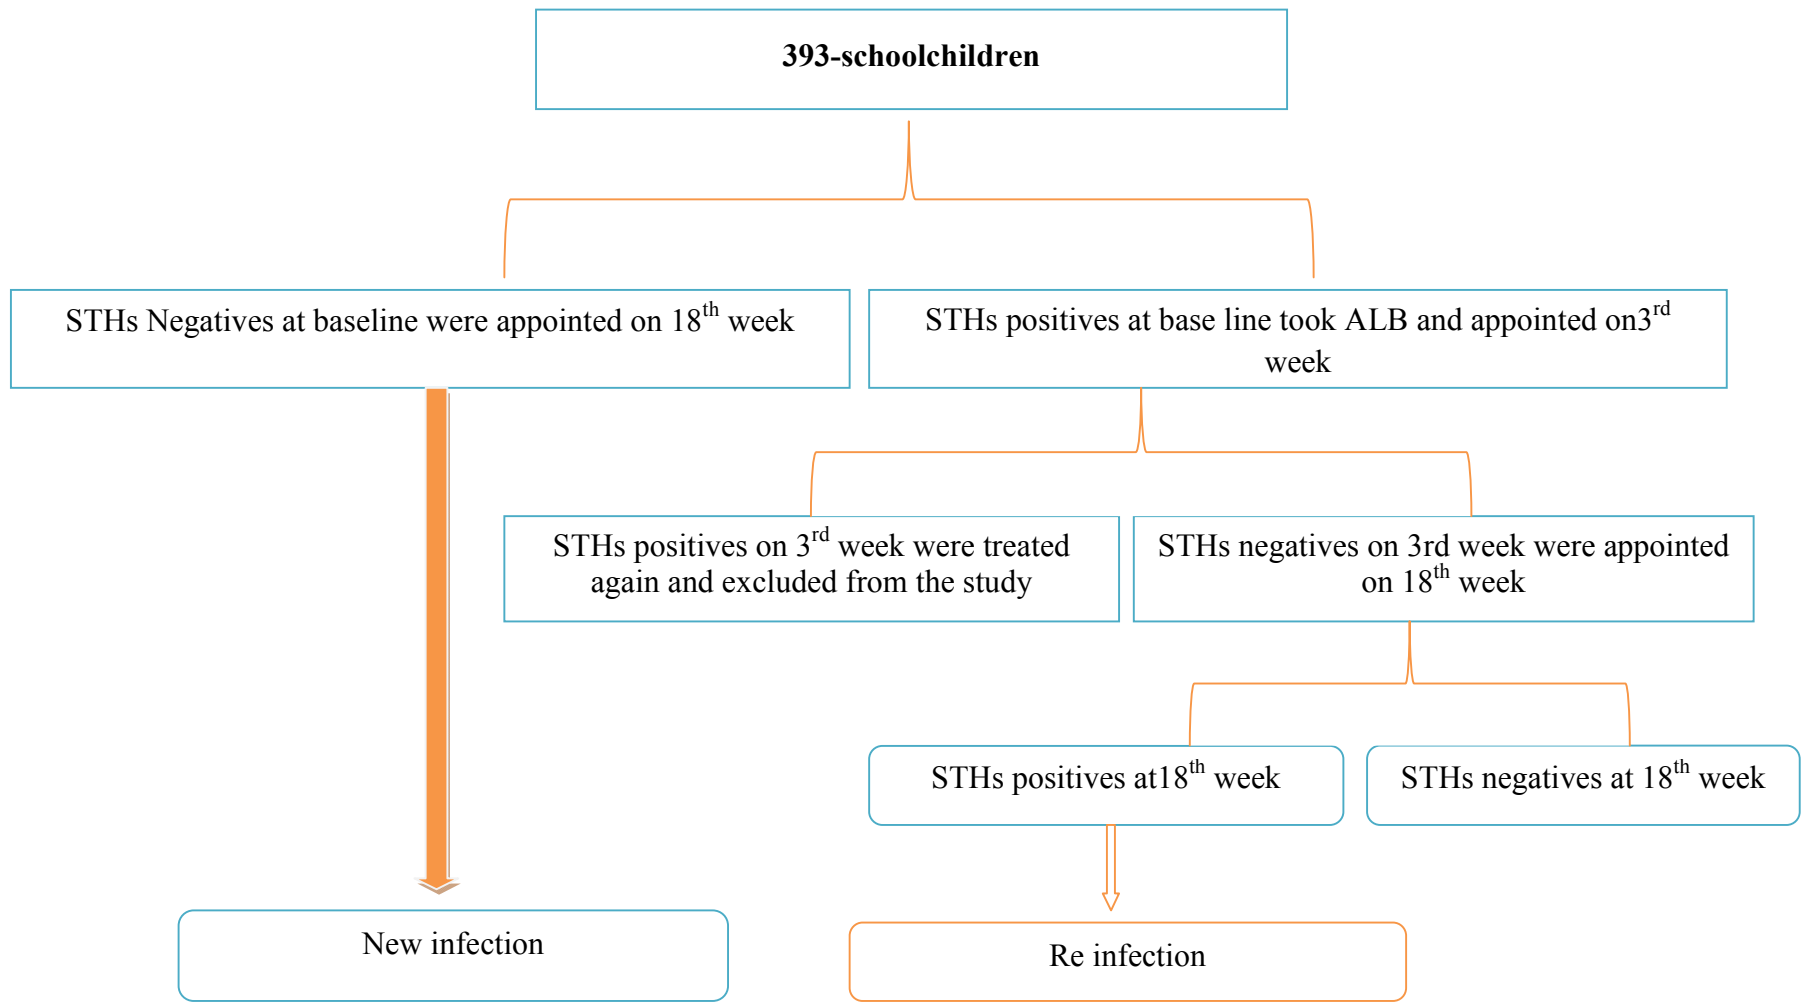 393-schoolchildren
STHs Negatives at baseline were appointed on 18th week
STHs positives at base line took ALB and appointed on3rd
week
STHs positives on 3rd week were treated
again and excluded from the study
STHs negatives on 3rd week were appointed
on 18th week
STHs positives at18th week
STHs negatives at 18th week
New infection
Re infection